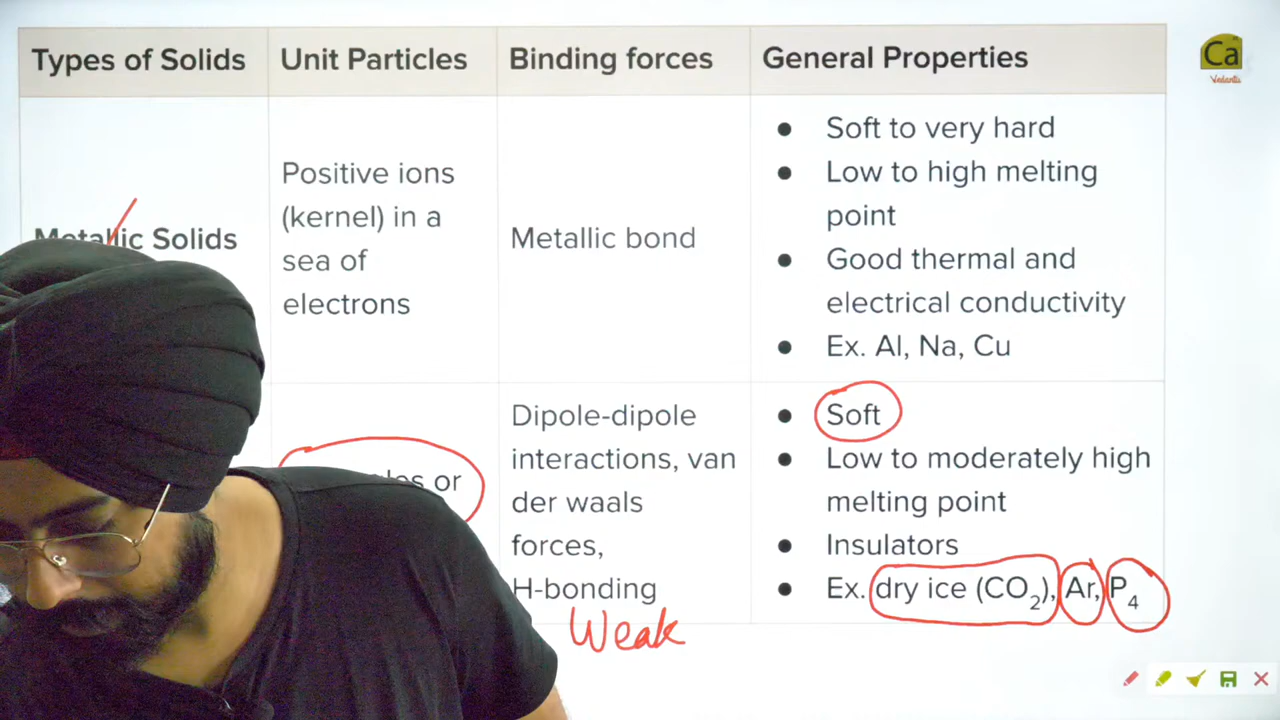 Types of Solids
Unit Particles
Binding forces
General Properties
Ca
Vedantu
Metallic Solids
Positive ions
(kernel) in a
sea of
electrons
Metallic bond
● Soft to very hard
● Low to high melting
point
● Good thermal and
electrical conductivity
● Ex. Al, Na, Cu
or
Dipole-dipole
interactions, van
der waals
forces,
H-bonding
Weak
● Soft
● Low to moderately high
melting point
● Insulators
● Ex. dry ice (CO₂), Ar, P₄